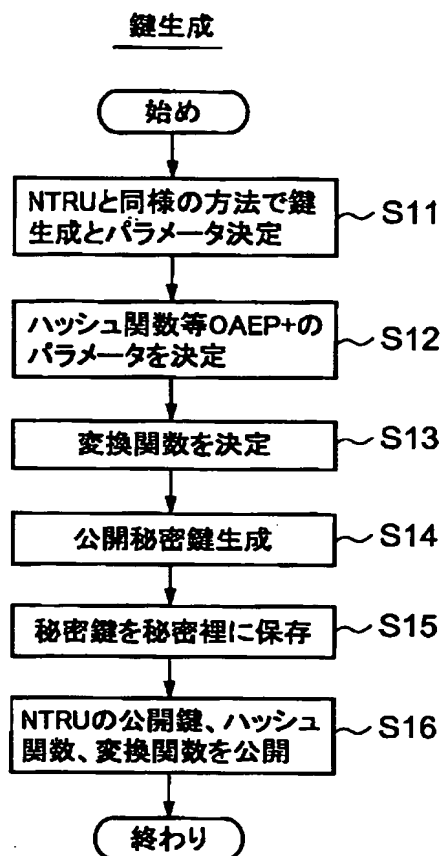 鍵生成
始め
NTRUと同様の方法で鍵
生成とパラメータ決定
S11
ハッシュ関数等OAEP+の
パラメータを決定
S12
変換関数を決定
S13
公開秘密鍵生成
S14
秘密鍵を秘密裡に保存
S15
NTRUの公開鍵、ハッシュ
関数、変換関数を公開
S16
終わり